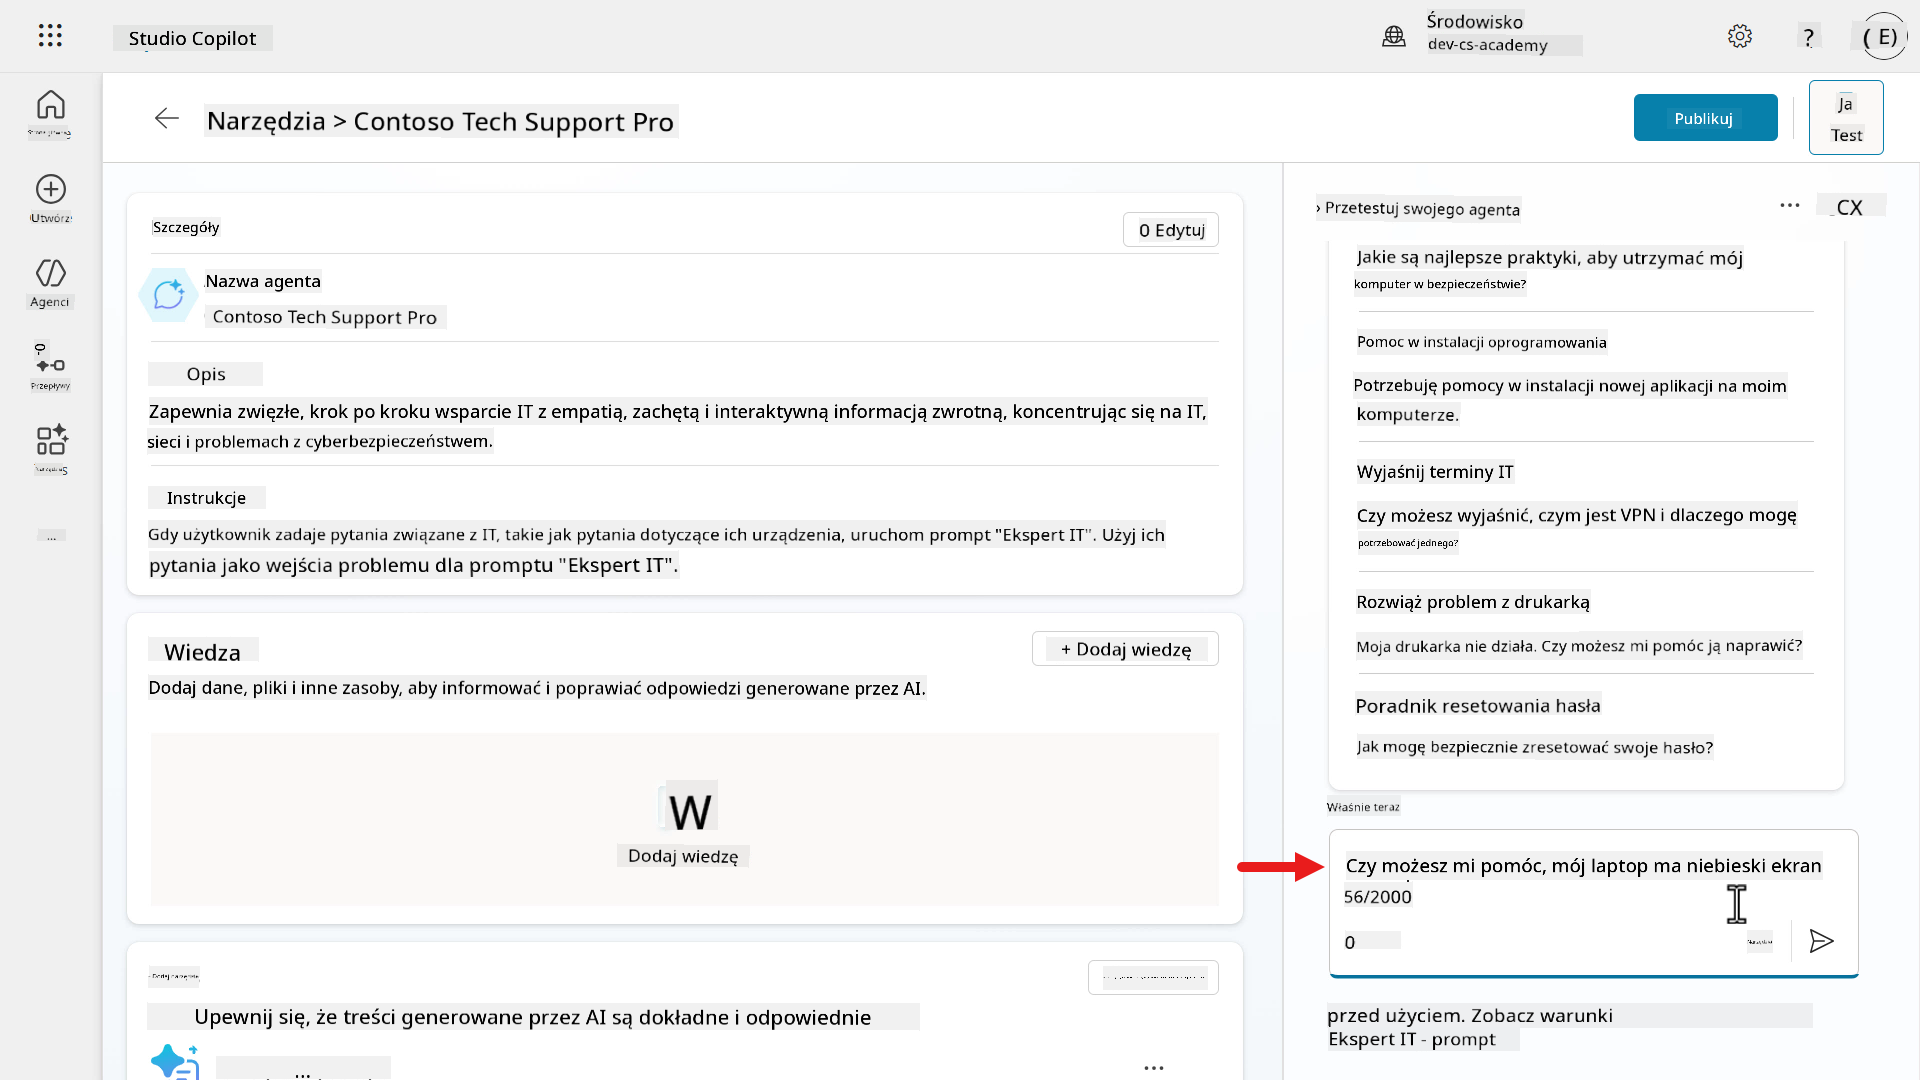 Studio Copilot
Środowisko
dev-cs-academy
?
( E)
Narzędzia > Contoso Tech Support Pro
Publikuj
Ja
Test
Utwórz
Agenci
Przepływy
Szczegóły
0 Edytuj
Nazwa agenta
Contoso Tech Support Pro
Opis
Zapewnia zwięzłe, krok po kroku wsparcie IT z empatią, zachętą i interaktywną informacją zwrotną, koncentrując się na IT,
sieci i problemach z cyberbezpieczeństwem.
Instrukcje
Gdy użytkownik zadaje pytania związane z IT, takie jak pytania dotyczące ich urządzenia, uruchom prompt "Ekspert IT". Użyj ich
pytania jako wejścia problemu dla promptu "Ekspert IT".
Wiedza
+ Dodaj wiedzę
Dodaj dane, pliki i inne zasoby, aby informować i poprawiać odpowiedzi generowane przez AI.
W
Dodaj wiedzę
- Dodaj narzędzie
Upewnij się, że treści generowane przez AI są dokładne i odpowiednie
› Przetestuj swojego agenta
... CX
Jakie są najlepsze praktyki, aby utrzymać mój
komputer w bezpieczeństwie?
Pomoc w instalacji oprogramowania
Potrzebuję pomocy w instalacji nowej aplikacji na moim
komputerze.
Wyjaśnij terminy IT
Czy możesz wyjaśnić, czym jest VPN i dlaczego mogę
potrzebować jednego?
Rozwiąż problem z drukarką
Moja drukarka nie działa. Czy możesz mi pomóc ją naprawić?
Poradnik resetowania hasła
Jak mogę bezpiecznie zresetować swoje hasło?
Właśnie teraz
Czy możesz mi pomóc, mój laptop ma niebieski ekran
56/2000
0
przed użyciem. Zobacz warunki
Ekspert IT - prompt